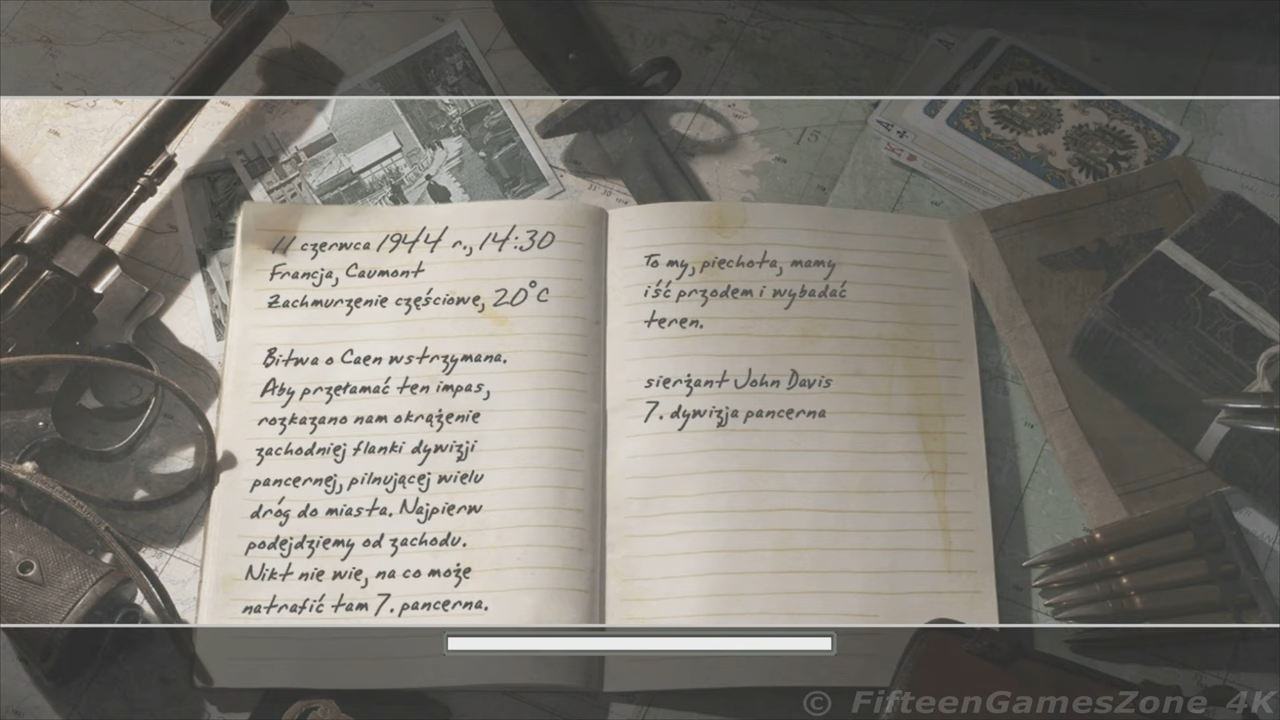 11 czerwca 1944 r., 14:30
Francja, Caumont
Zachmurzenie częściowe, 20°C
Bitwa o Caen wstrzymana.
Aby przełamać ten impas,
rozkazano nam okrążenie
zachodniej flanki dywizji
pancernej, pilnującej wielu
dróg do miasta. Najpierw
podejdziemy od zachodu.
Nikt nie wie, na co może
natrafić tam 7. pancerna.
To my, piechota, mamy
iść przodem i wybadać
teren.
sierżant John Davis
7. dywizja pancerna
© FifteenGamesZone 4K